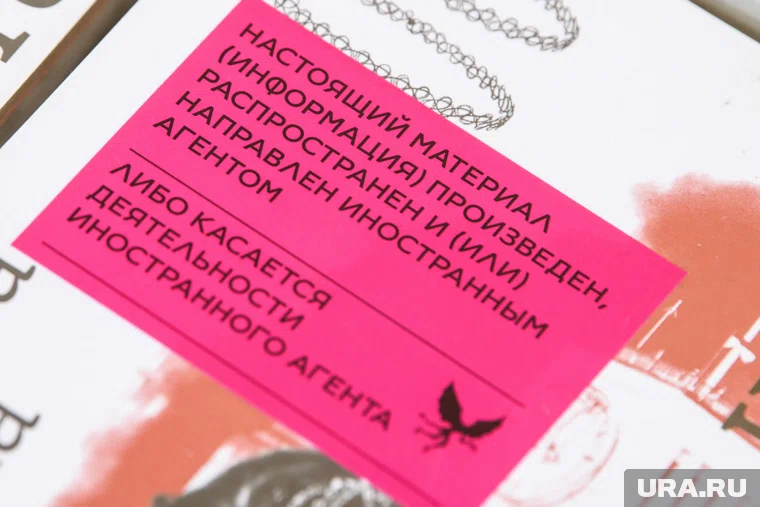 НАСТОЯЩИЙ МАТЕРИАЛ
(ИНФОРМАЦИЯ) ПРОИЗВЕДЕН,
РАСПРОСТРАНЕН И (ИЛИ)
НАПРАВЛЕН ИНОСТРАННЫМ
АГЕНТОМ
ЛИБО КАСАЕТСЯ
ДЕЯТЕЛЬНОСТИ
ИНОСТРАННОГО АГЕНТА
URA.RU